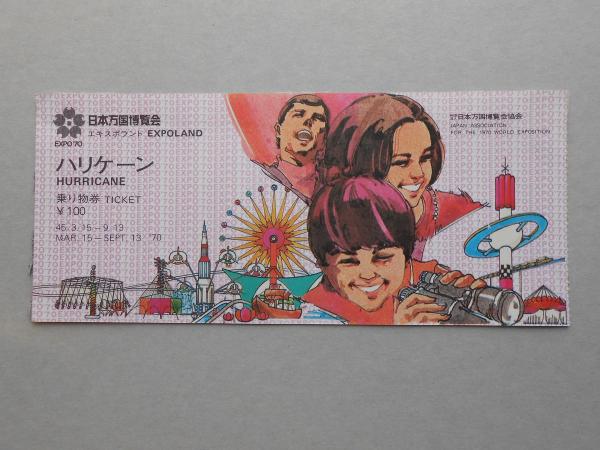 日本万国博覧会
エキスポランド EXPOLAND
EXPO'70
ハリケーン
HURRICANE
乗り物券 TICKET
￥100
45.3.15－9.13
MAR. 15－SEPT. 13 '70
財団法人日本万国博覧会協会
JAPAN ASSOCIATION
FOR THE 1970 WORLD EXPOSITION